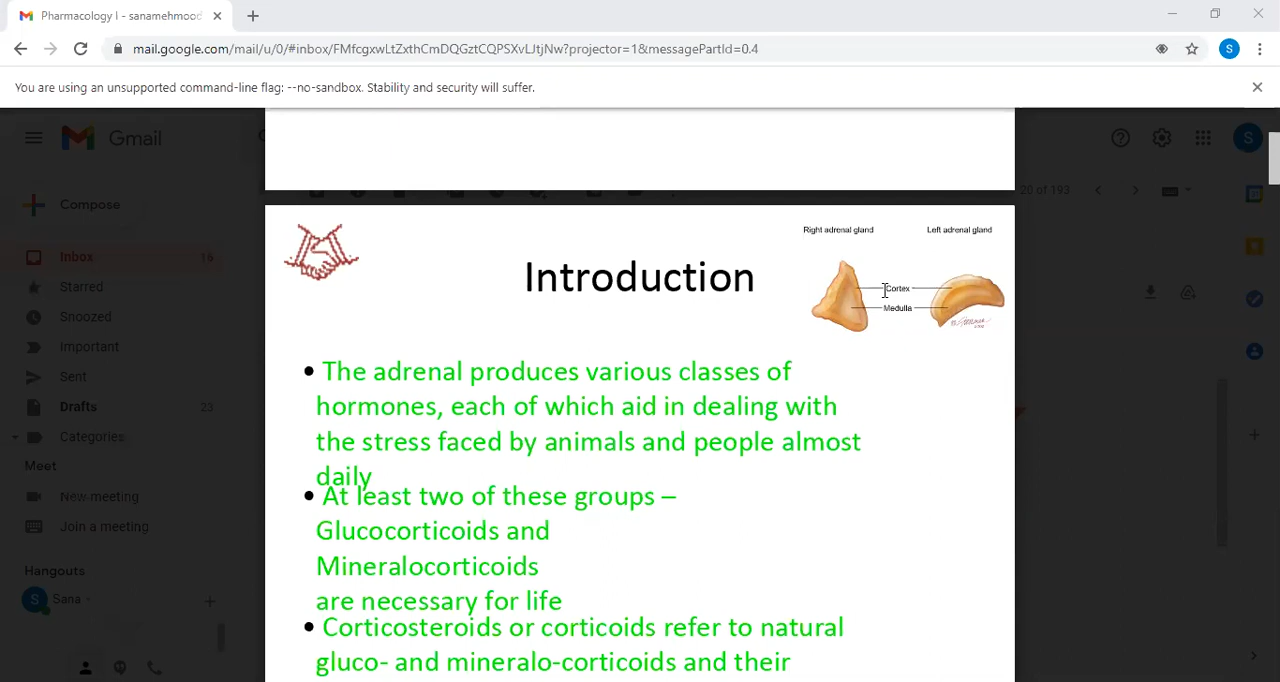 Pharmacology I - sanamehmood
mail.google.com/mail/u/0/#inbox/FMfcgxwLtZxthCmDQGztCQPSXvLJtjNw?projector=1&messagePartId=0.4
S
You are using an unsupported command-line flag: --no-sandbox. Stability and security will suffer.
Gmail
S
Compose
20 of 193
Inbox 16
Starred
Snoozed
Important
Sent
Drafts 23
Categories
Meet
New meeting
Join a meeting
Hangouts
S Sana
Right adrenal gland Left adrenal gland
Introduction
Cortex
Medulla
• The adrenal produces various classes of
hormones, each of which aid in dealing with
the stress faced by animals and people almost
daily
• At least two of these groups –
Glucocorticoids and
Mineralocorticoids
are necessary for life
• Corticosteroids or corticoids refer to natural
gluco- and mineralo-corticoids and their